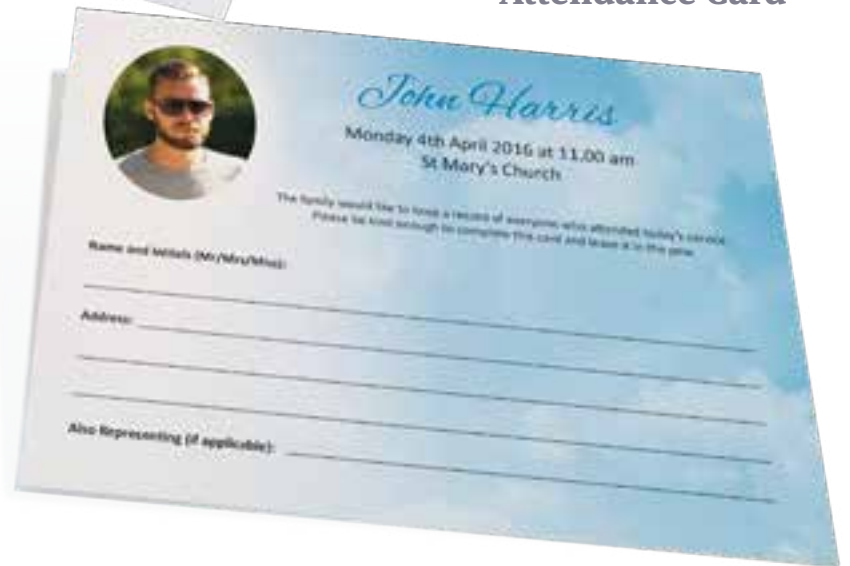 Attendance Card
John Harris
Monday 4th April 2016 at 11.00 am
St Mary's Church
The family would like to keep a record of everyone who attended today's service.
Please be kind enough to complete this card and leave it in the pew.
Name and Initials (Mr/Mrs/Miss):
Address:
Also Representing (if applicable):